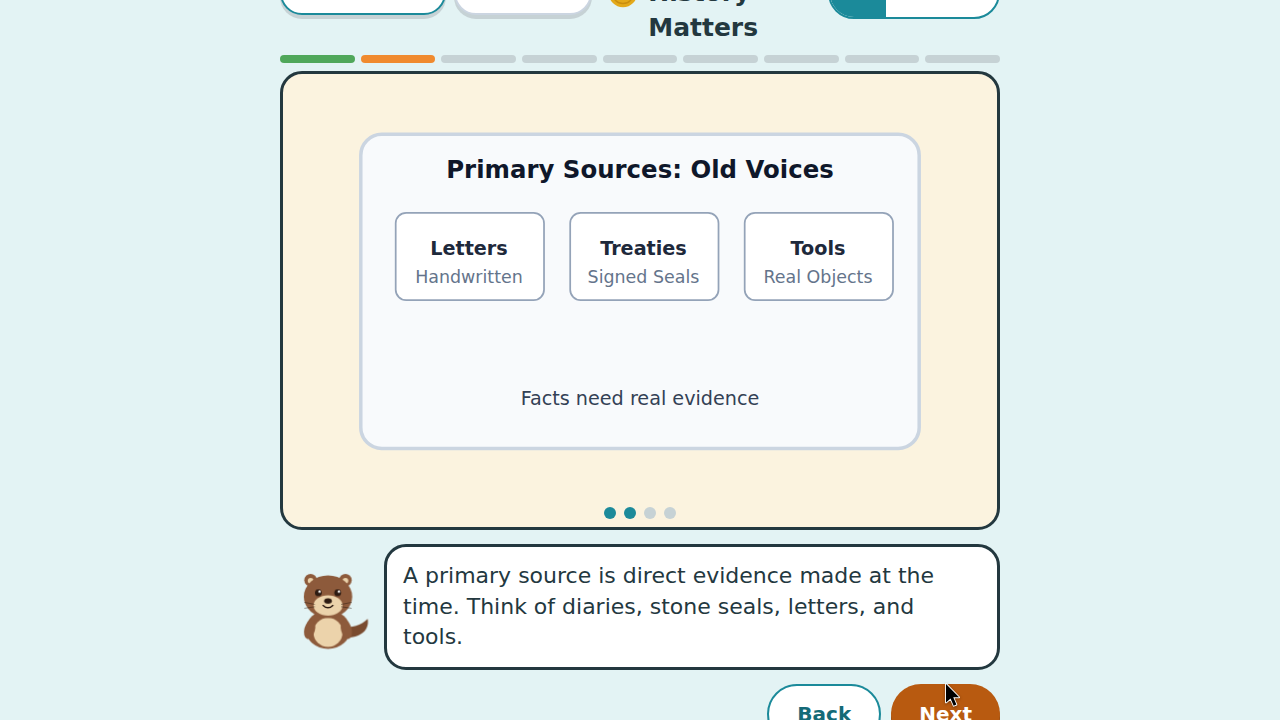 Matters
Primary Sources: Old Voices
Letters
Handwritten
Treaties
Signed Seals
Tools
Real Objects
Facts need real evidence
A primary source is direct evidence made at the
time. Think of diaries, stone seals, letters, and
tools.
Back
Next